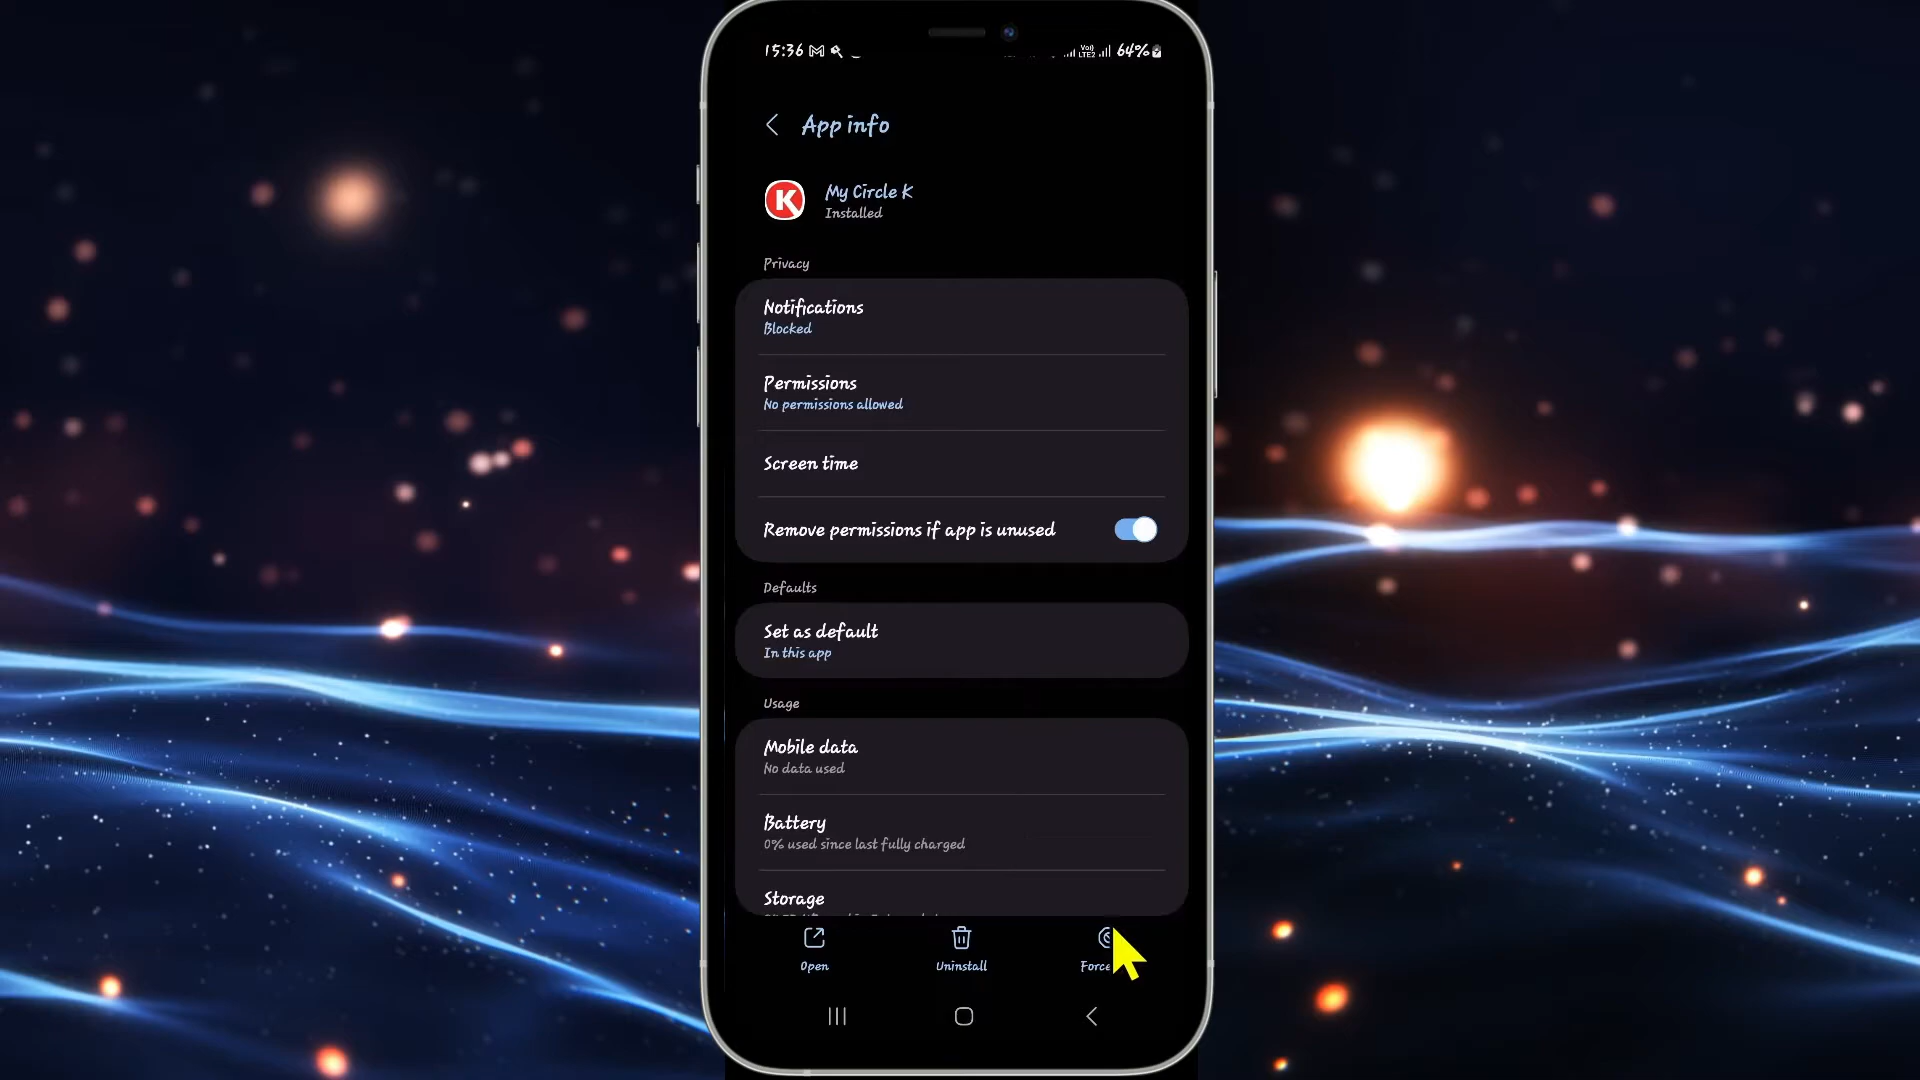 15:36
Vo)) LTE2 64%
App info
K
My Circle K
Installed
Privacy
Notifications
Blocked
Permissions
No permissions allowed
Screen time
Remove permissions if app is unused
Defaults
Set as default
In this app
Usage
Mobile data
No data used
Battery
0% used since last fully charged
Storage
Open
Uninstall
Force